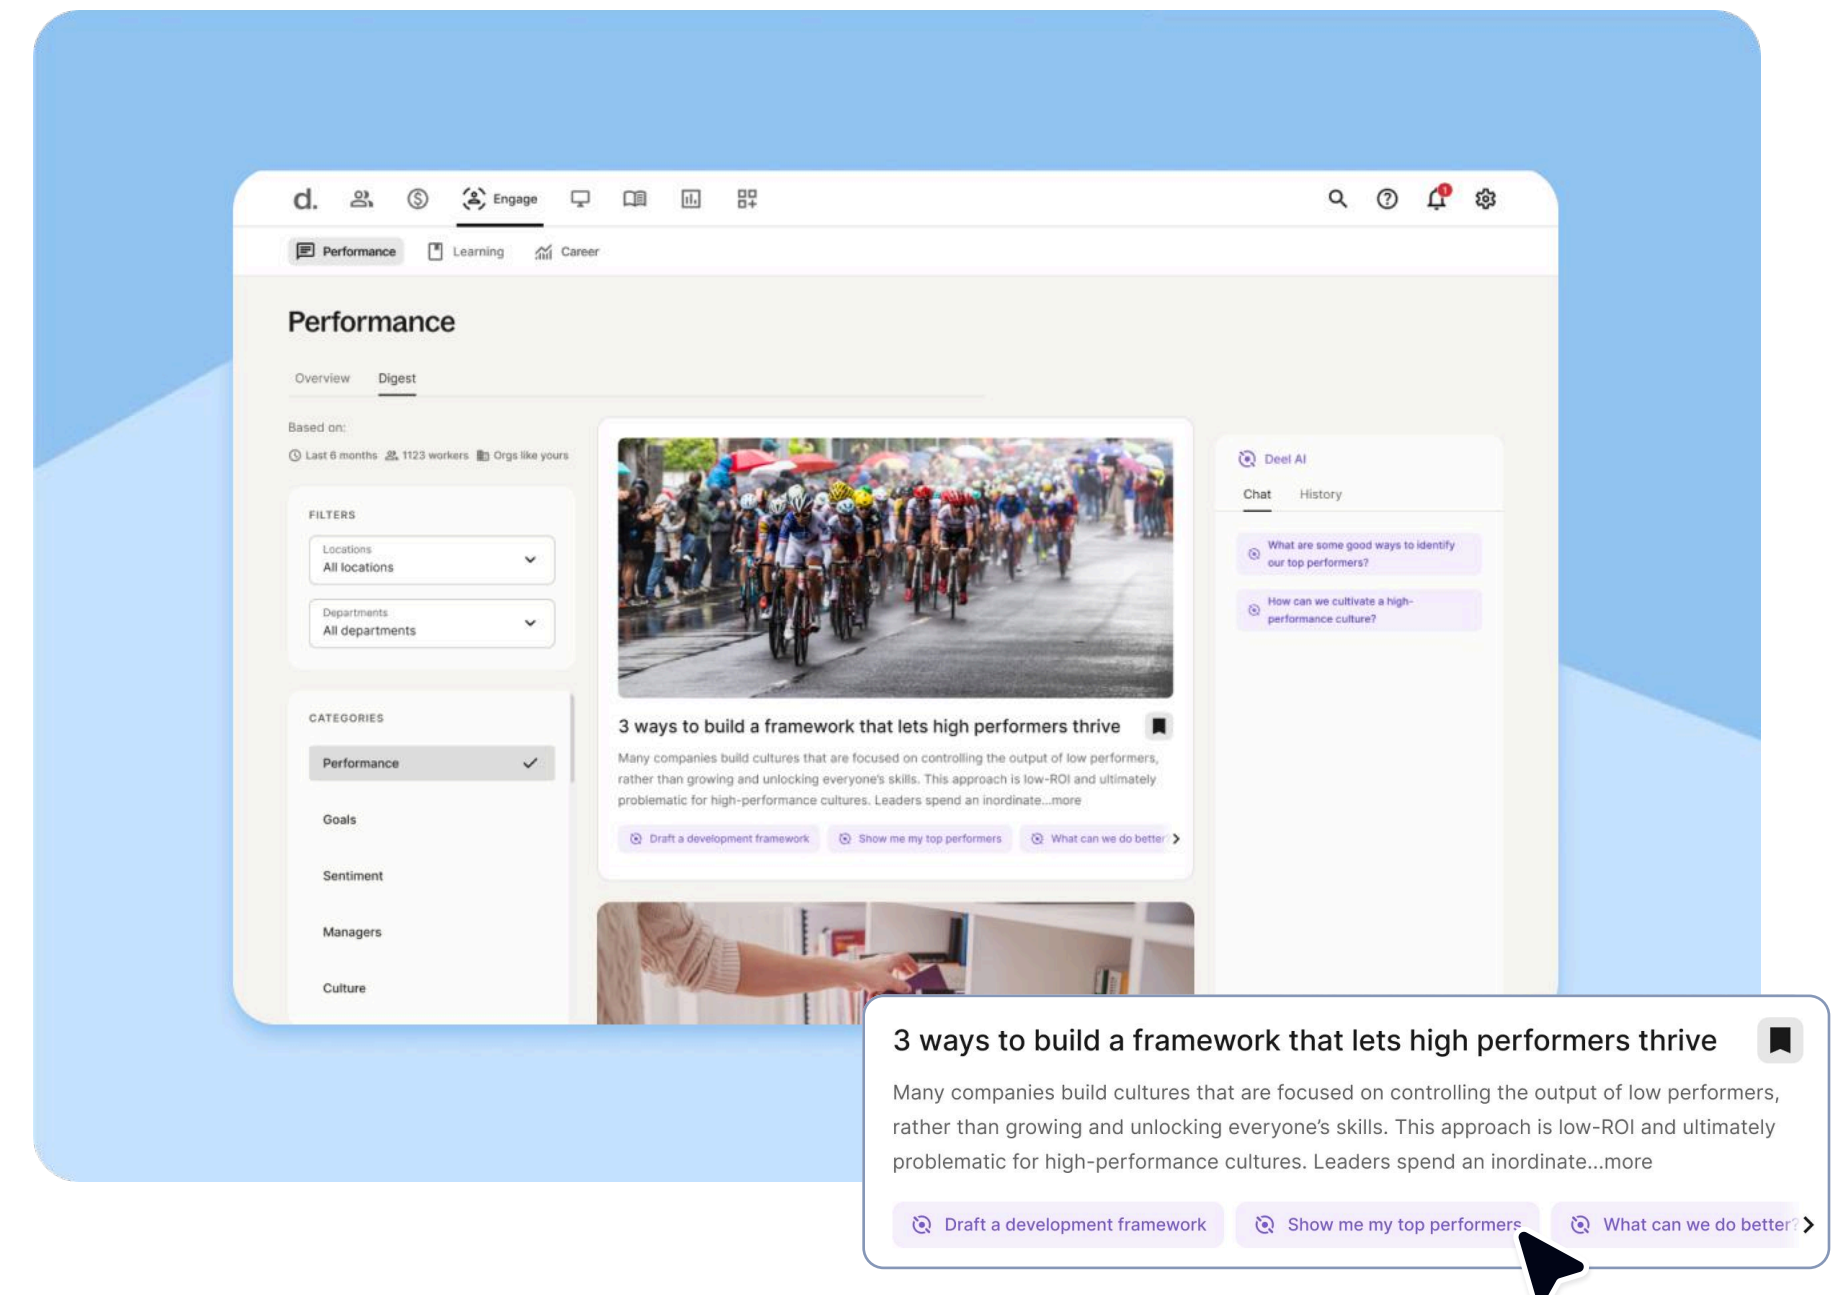 d.
Engage
1
Performance
Learning
Career
Performance
Overview
Digest
Based on:
Last 6 months
1123 workers
Orgs like yours
FILTERS
Locations
All locations
Departments
All departments
CATEGORIES
Performance
Goals
Sentiment
Managers
Culture
3 ways to build a framework that lets high performers thrive
Many companies build cultures that are focused on controlling the output of low performers,
rather than growing and unlocking everyone's skills. This approach is low-ROI and ultimately
problematic for high-performance cultures. Leaders spend an inordinate...more
Draft a development framework
Show me my top performers
What can we do better?
Deel AI
Chat
History
What are some good ways to identify
our top performers?
How can we cultivate a high-
performance culture?
3 ways to build a framework that lets high performers thrive
Many companies build cultures that are focused on controlling the output of low performers,
rather than growing and unlocking everyone’s skills. This approach is low-ROI and ultimately
problematic for high-performance cultures. Leaders spend an inordinate...more
Draft a development framework
Show me my top performers
What can we do better?